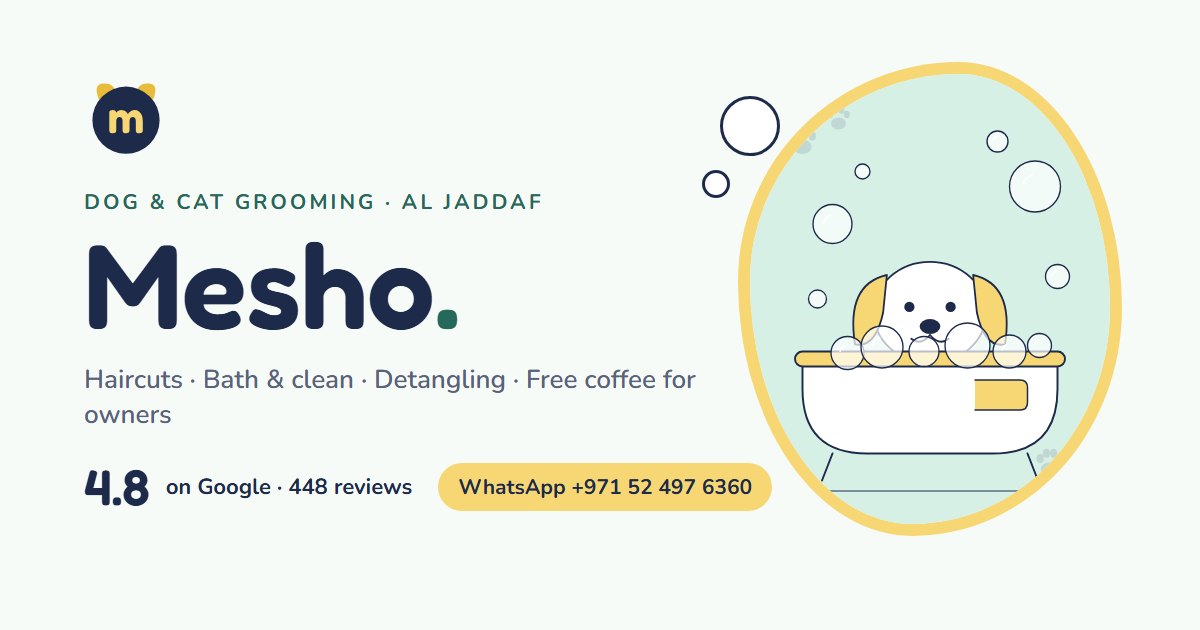 m
DOG & CAT GROOMING · AL JADDAF
Mesho.
Haircuts · Bath & clean · Detangling · Free coffee for
owners
4.8 on Google · 448 reviews
WhatsApp +971 52 497 6360